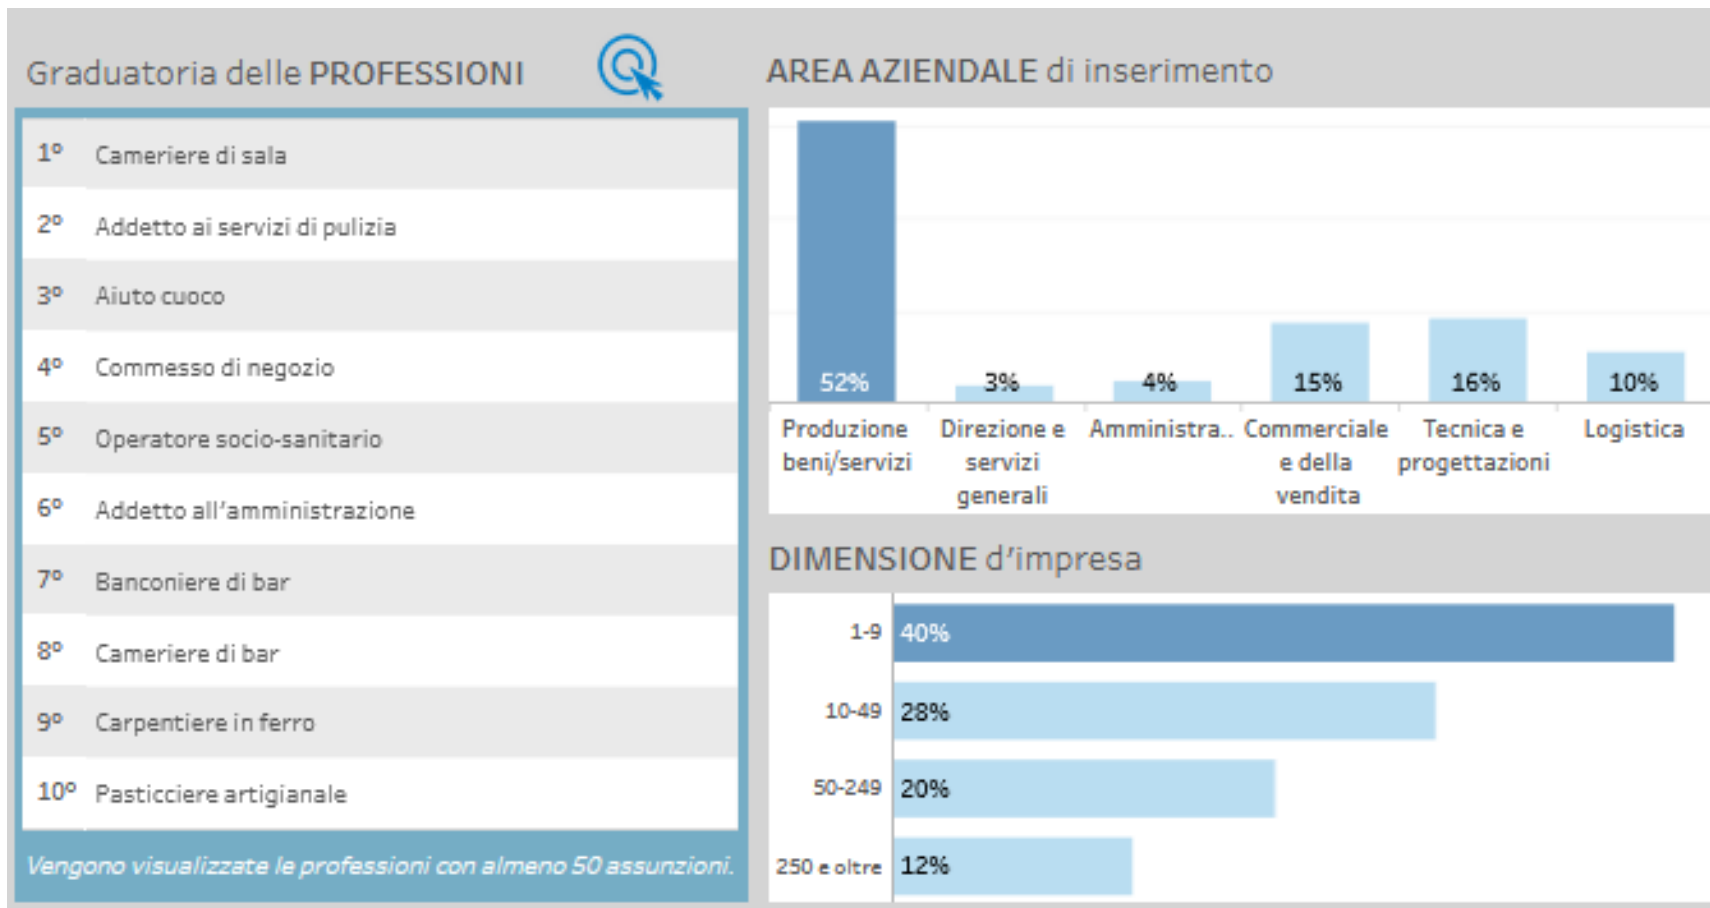 Graduatoria delle PROFESSIONI
1° Cameriere di sala
2° Addetto ai servizi di pulizia
3° Aiuto cuoco
4° Commesso di negozio
5° Operatore socio-sanitario
6° Addetto all'amministrazione
7° Banconiere di bar
8° Cameriere di bar
9° Carpentiere in ferro
10° Pasticciere artigianale
Vengono visualizzate le professioni con almeno 50 assunzioni.
AREA AZIENDALE di inserimento
52% 3% 4% 15% 16% 10%
Produzione Direzione e Amministra.. Commerciale Tecnica e Logistica
beni/servizi servizi e della progettazioni
generali vendita
DIMENSIONE d'impresa
1-9 40%
10-49 28%
50-249 20%
250 e oltre 12%